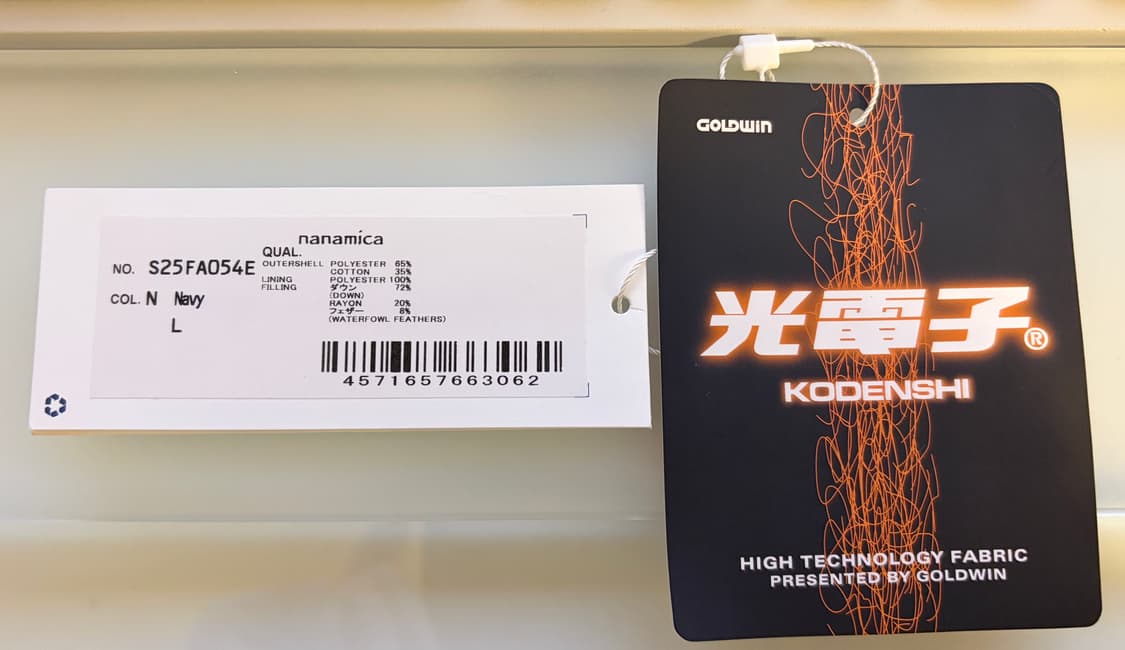 nanamica
NO. S25FA054E
COL. N Navy
L
QUAL.
OUTERSHELL POLYESTER 65%
COTTON 35%
LINING POLYESTER 100%
FILLING ダウン 72%
(DOWN)
RAYON 20%
フェザー 8%
(WATERFOWL FEATHERS)
4571657663062
GOLDWIN
光電子®
KODENSHI
HIGH TECHNOLOGY FABRIC
PRESENTED BY GOLDWIN